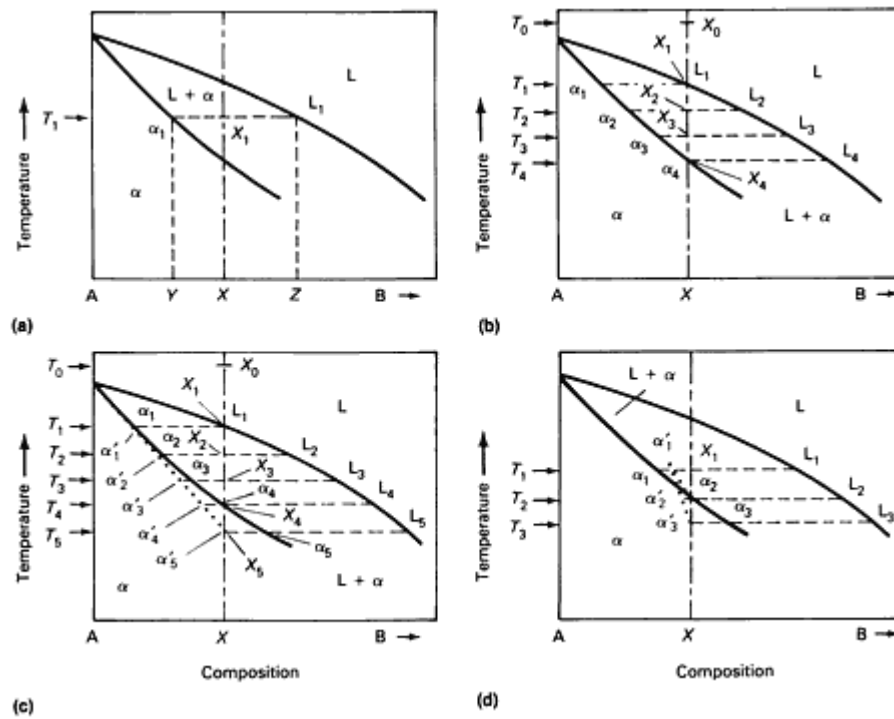 L
L + α
L₁
T₁
α₁
X₁
α
Temperature
A Y X Z B
(a)
T₀
X₀
X₁
L₁
L
T₁
α₁
X₂
L₂
T₂
α₂
X₃
L₃
T₃
α₃
L₄
T₄
α₄
X₄
α
L + α
Temperature
A X B
(b)
T₀
X₀
X₁
L₁
L
T₁
α₁
α′₁
α₂
X₂
L₂
T₂
α′₂
α₃
X₃
L₃
T₃
α′₃
α₄
L₄
T₄
α′₄
X₄
L₅
T₅
α′₅
α₅
X₅
α
L + α
Temperature
A X B
Composition
(c)
L + α
L
α′₁
X₁
L₁
T₁
α₁
α₂
L₂
T₂
α′₂
α₃
L₃
T₃
α′₃
α
Temperature
A X B
Composition
(d)